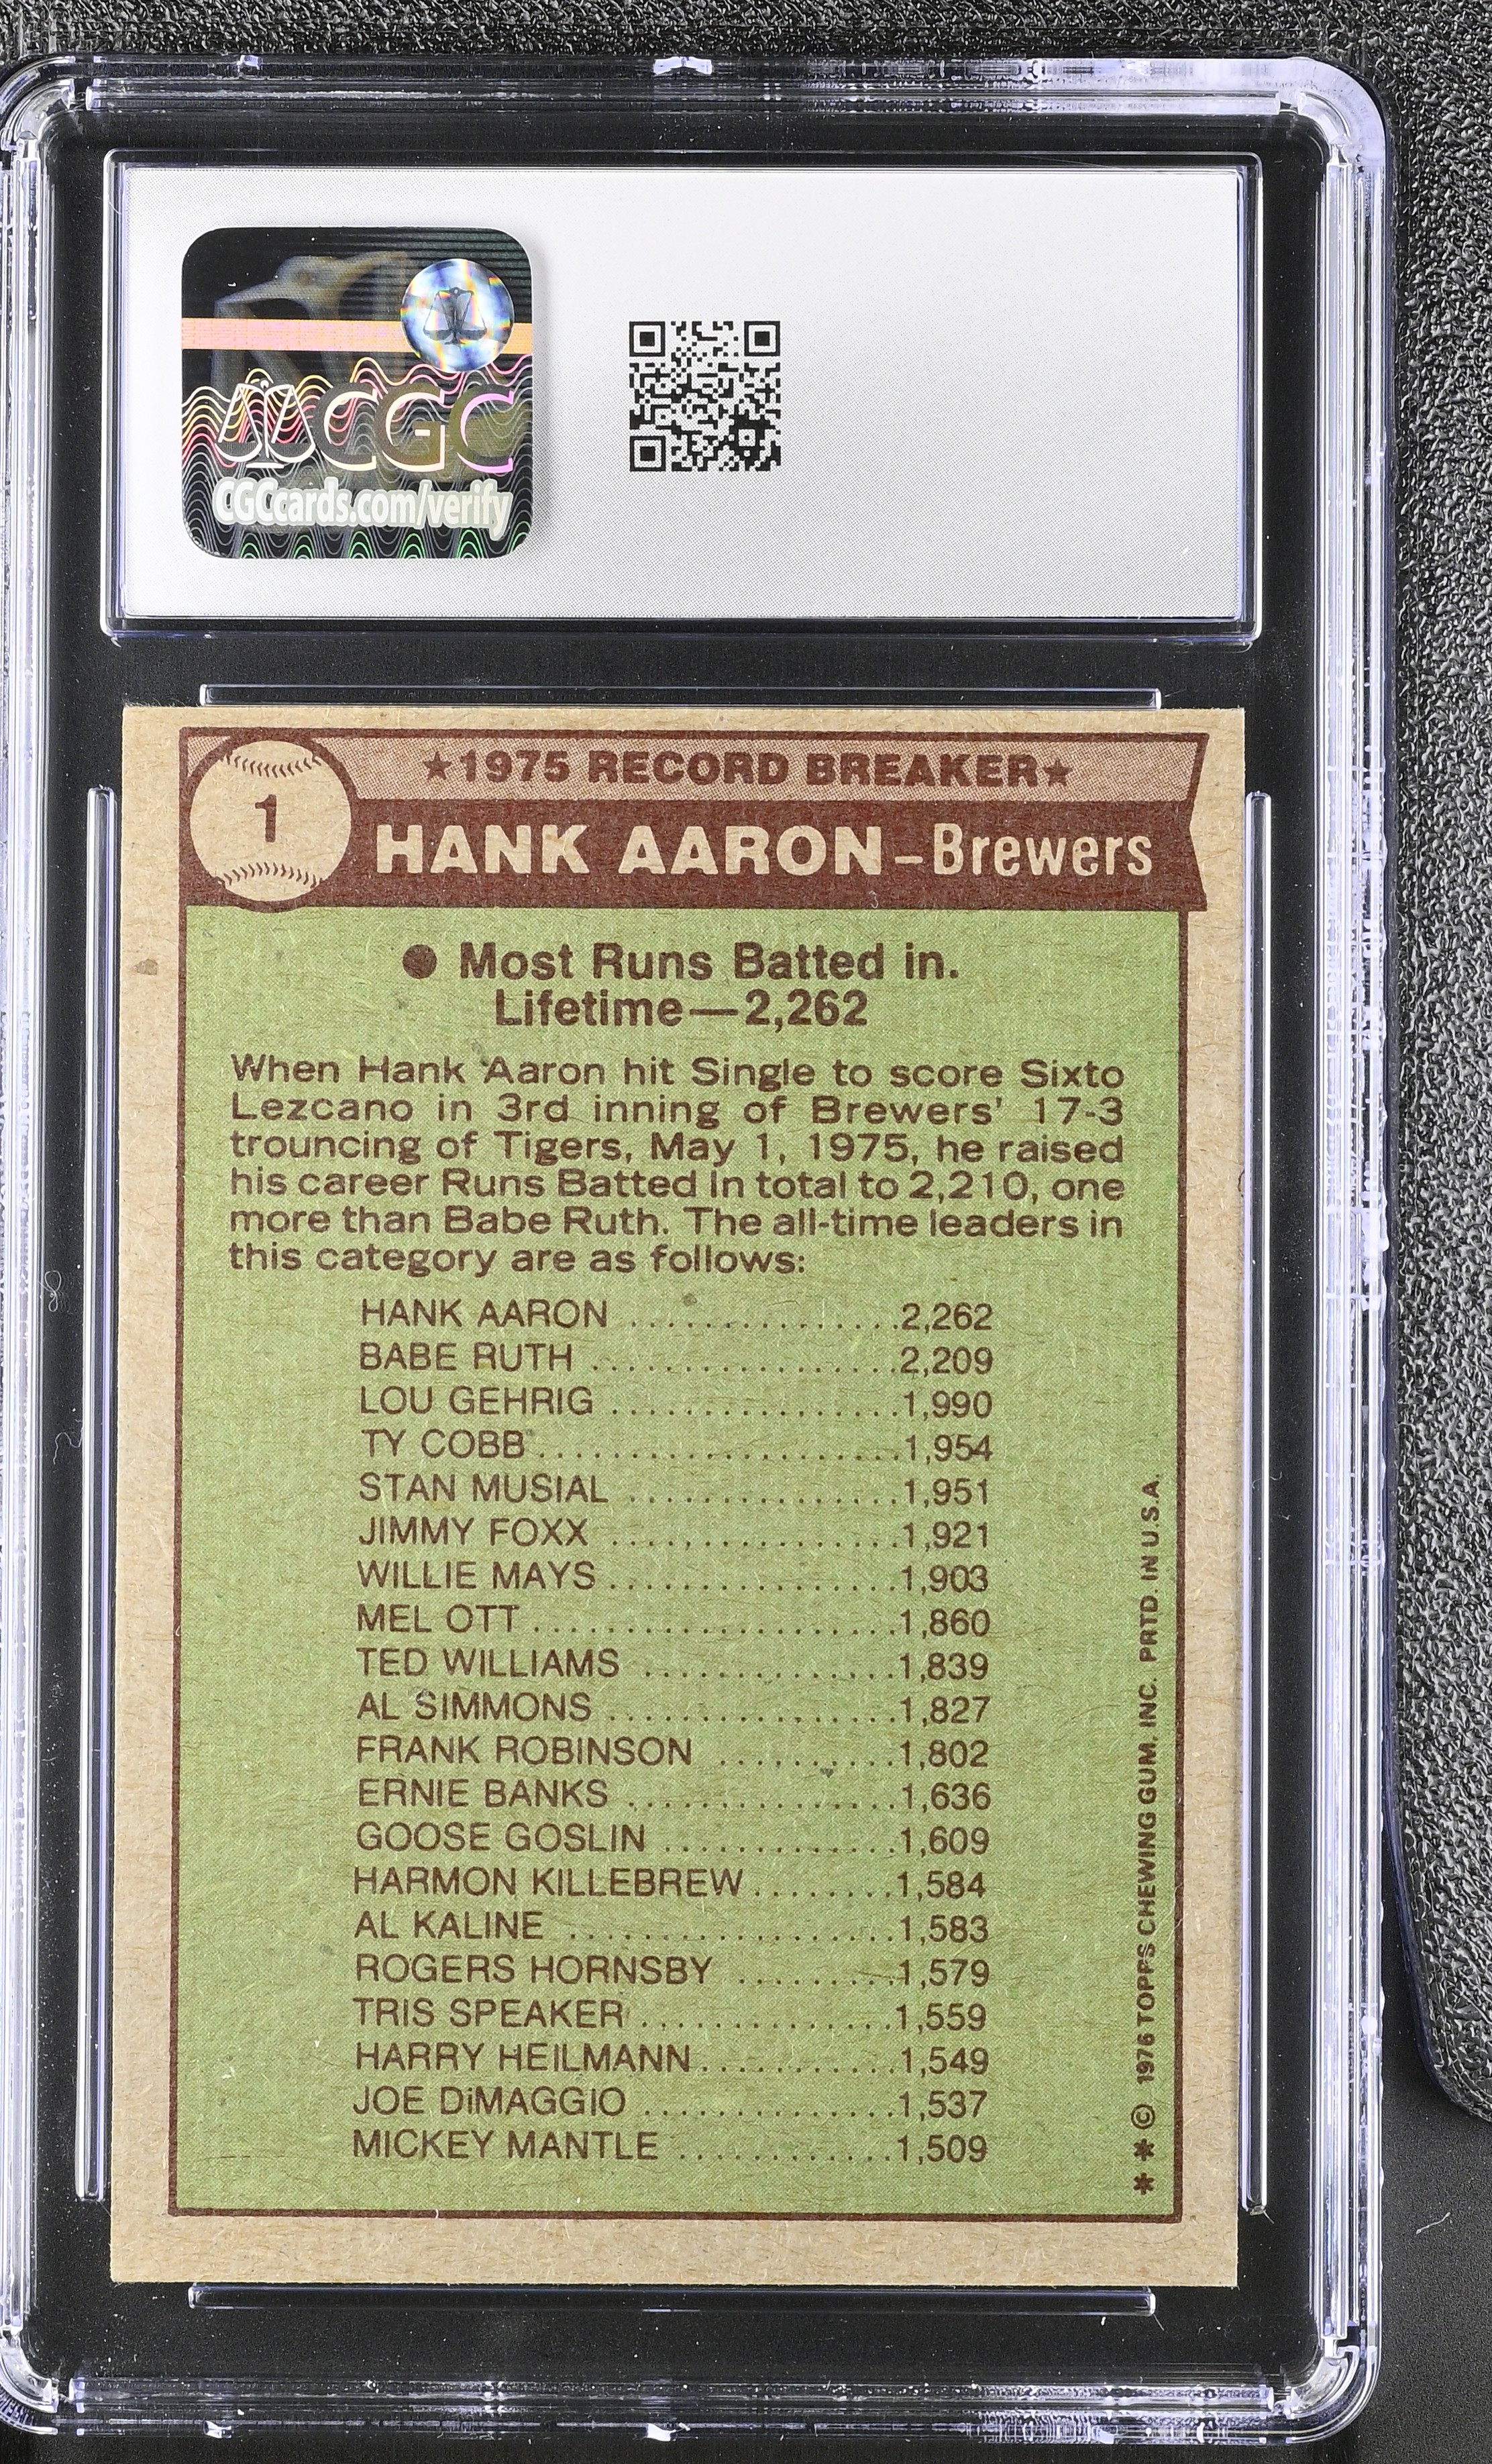 CGC
CGCcards.com/verify
1
★1975 RECORD BREAKER★
HANK AARON –Brewers
● Most Runs Batted in.
Lifetime—2,262
When Hank Aaron hit Single to score Sixto
Lezcano in 3rd inning of Brewers' 17-3
trouncing of Tigers, May 1, 1975, he raised
his career Runs Batted In total to 2,210, one
more than Babe Ruth. The all-time leaders in
this category are as follows:
HANK AARON ...............2,262
BABE RUTH .................2,209
LOU GEHRIG ................1,990
TY COBB....................1,954
STAN MUSIAL ...............1,951
JIMMY FOXX ................1,921
WILLIE MAYS................1,903
MEL OTT....................1,860
TED WILLIAMS ..............1,839
AL SIMMONS ................1,827
FRANK ROBINSON ..........1,802
ERNIE BANKS ...............1,636
GOOSE GOSLIN .............1,609
HARMON KILLEBREW........1,584
AL KALINE ..................1,583
ROGERS HORNSBY .........1,579
TRIS SPEAKER ..............1,559
HARRY HEILMANN...........1,549
JOE DiMAGGIO ..............1,537
MICKEY MANTLE ............1,509
* * © 1976 TOPPS CHEWING GUM, INC. PRTD. IN U.S.A.